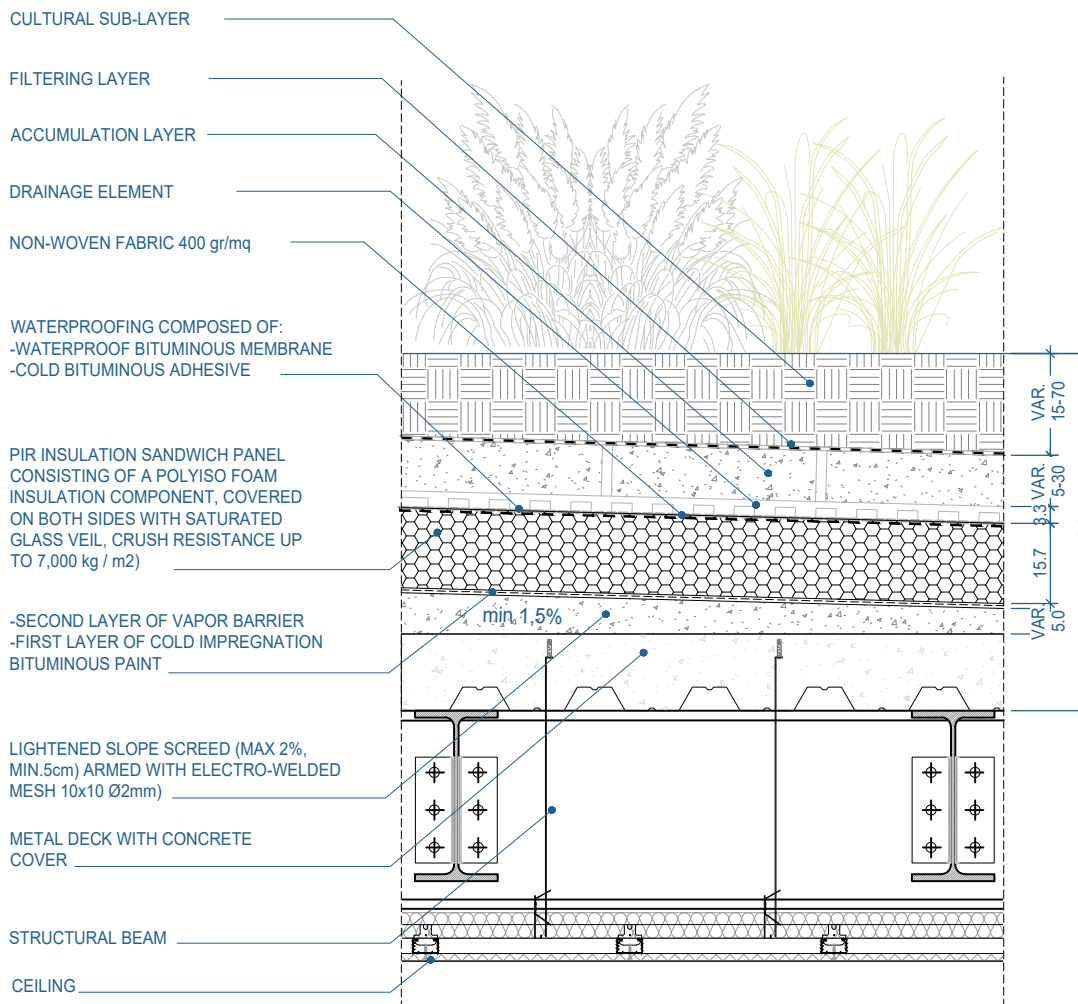 CULTURAL SUB-LAYER
FILTERING LAYER
ACCUMULATION LAYER
DRAINAGE ELEMENT
NON-WOVEN FABRIC 400 gr/mq
WATERPROOFING COMPOSED OF:
-WATERPROOF BITUMINOUS MEMBRANE
-COLD BITUMINOUS ADHESIVE
PIR INSULATION SANDWICH PANEL
CONSISTING OF A POLYISO FOAM
INSULATION COMPONENT, COVERED
ON BOTH SIDES WITH SATURATED
GLASS VEIL, CRUSH RESISTANCE UP
TO 7,000 kg / m2)
-SECOND LAYER OF VAPOR BARRIER
-FIRST LAYER OF COLD IMPREGNATION
BITUMINOUS PAINT
LIGHTENED SLOPE SCREED (MAX 2%,
MIN.5cm) ARMED WITH ELECTRO-WELDED
MESH 10x10 Ø2mm)
METAL DECK WITH CONCRETE
COVER
STRUCTURAL BEAM
CEILING
min 1,5%
VAR.
15-70
VAR.
5-30
3.3
15.7
VAR.
5.0